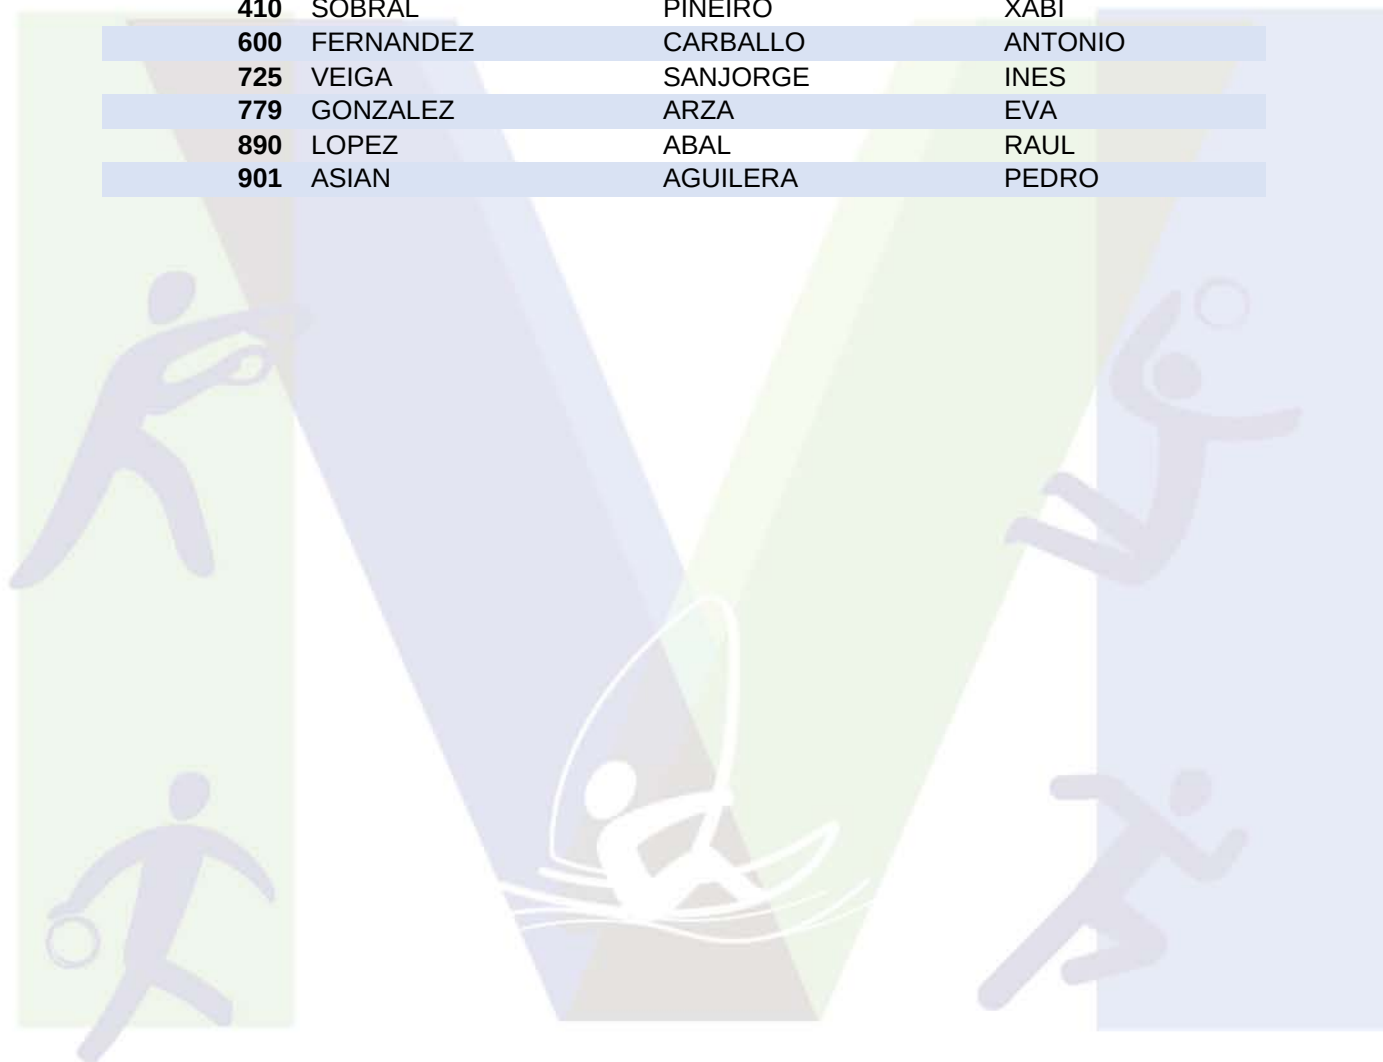 410 SOBRAL PINEIRO XABI
600 FERNANDEZ CARBALLO ANTONIO
725 VEIGA SANJORGE INES
779 GONZALEZ ARZA EVA
890 LOPEZ ABAL RAUL
901 ASIAN AGUILERA PEDRO